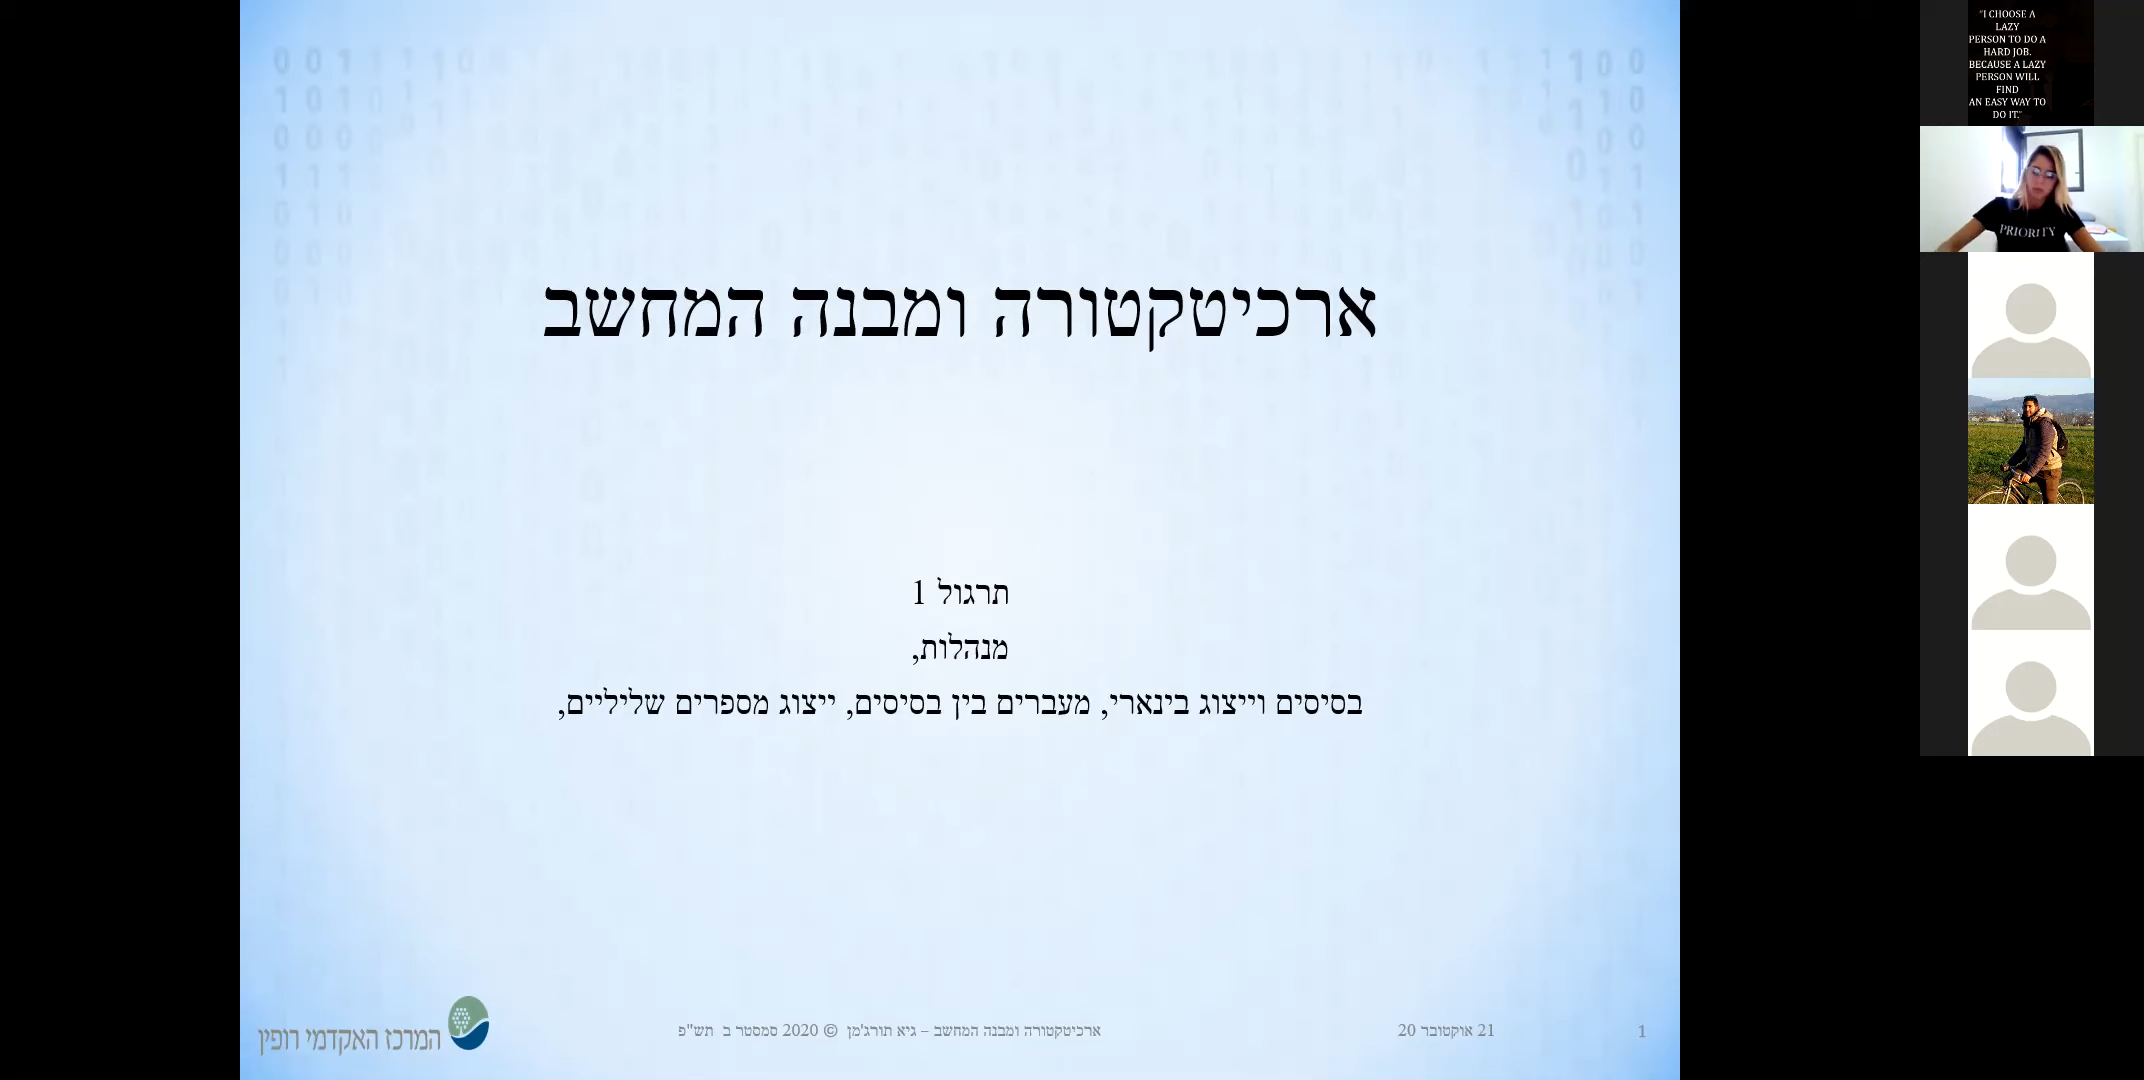 ארכיטקטורה ומבנה המחשב
תרגול 1
מנהלות,
בסיסים וייצוג בינארי, מעברים בין בסיסים, ייצוג מספרים שליליים,
1
21 אוקטובר 20
ארכיטקטורה ומבנה המחשב – גיא תורג'מן © 2020 סמסטר ב תש"פ
המרכז האקדמי רופין
"I CHOOSE A
LAZY
PERSON TO DO A
HARD JOB.
BECAUSE A LAZY
PERSON WILL
FIND
AN EASY WAY TO
DO IT."
PRIORITY